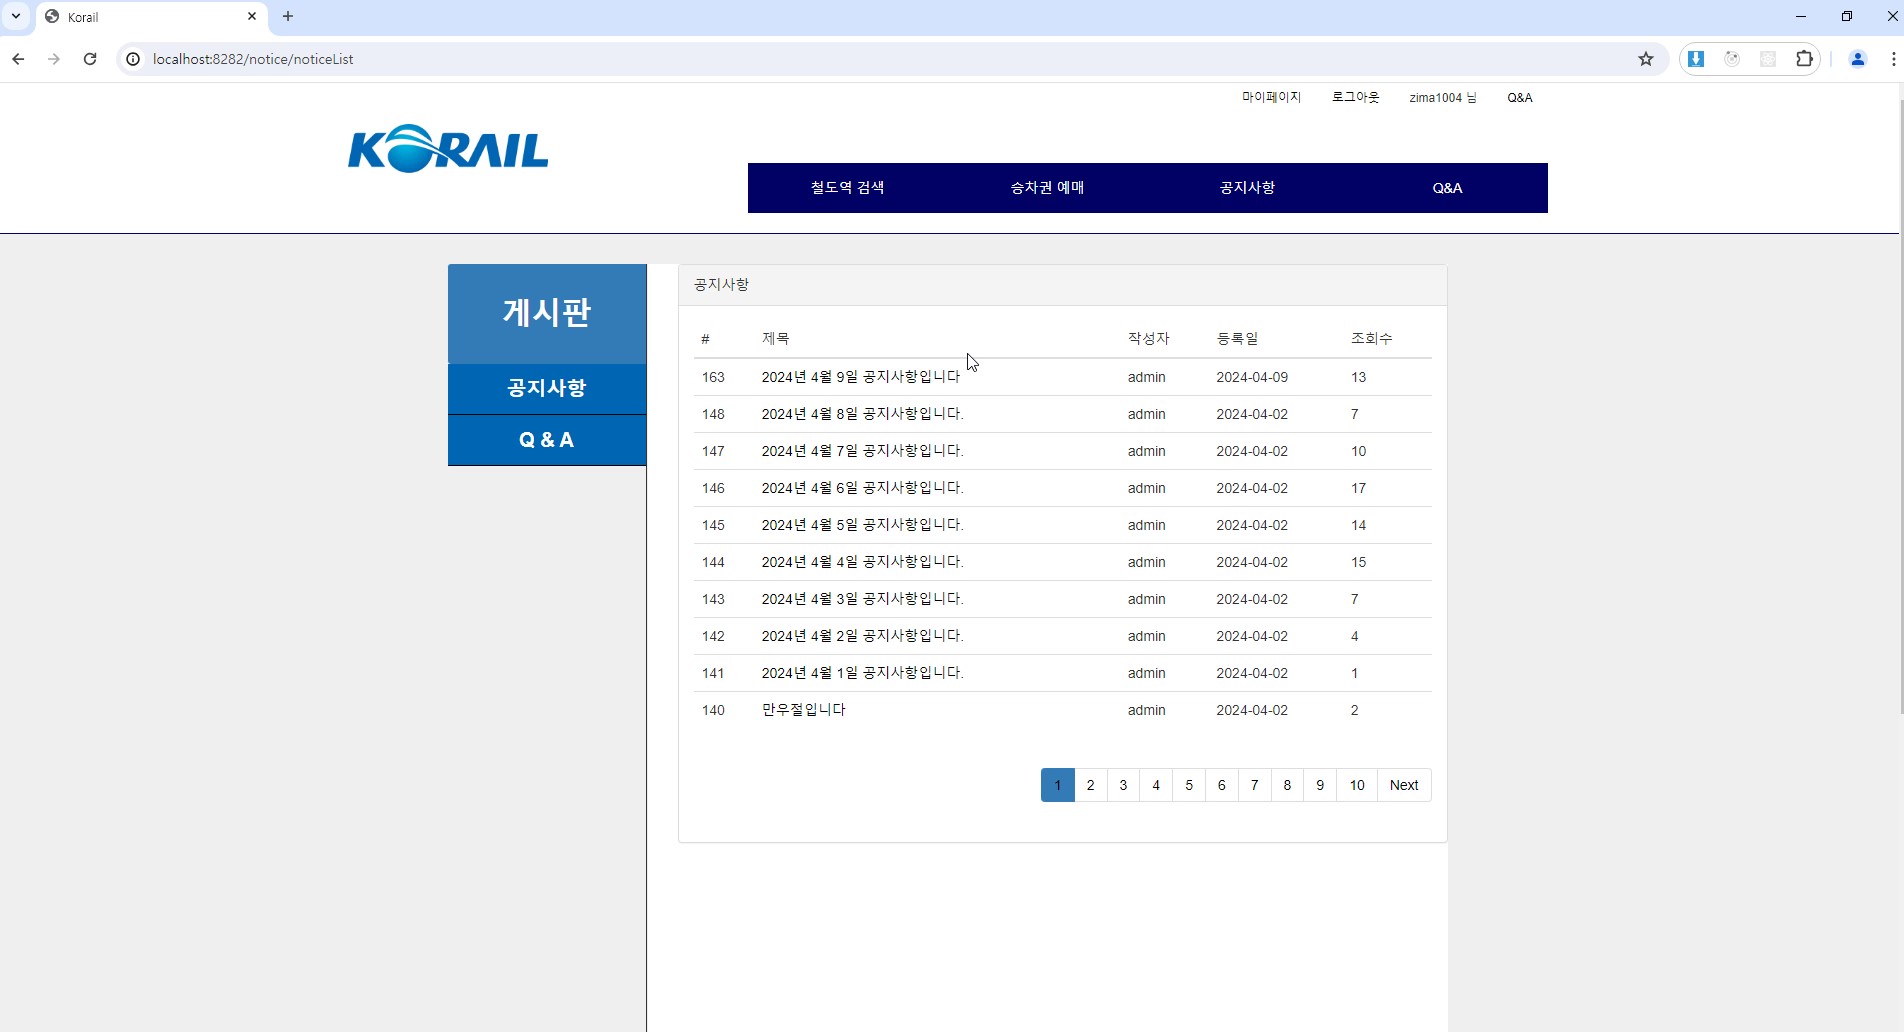 Korail
localhost:8282/notice/noticeList
마이페이지 로그아웃 zima1004 님 Q&A
KORAIL
철도역 검색 승차권 예매 공지사항 Q&A
게시판
공지사항
Q & A
공지사항
# 제목 작성자 등록일 조회수
163 2024년 4월 9일 공지사항입니다 admin 2024-04-09 13
148 2024년 4월 8일 공지사항입니다. admin 2024-04-02 7
147 2024년 4월 7일 공지사항입니다. admin 2024-04-02 10
146 2024년 4월 6일 공지사항입니다. admin 2024-04-02 17
145 2024년 4월 5일 공지사항입니다. admin 2024-04-02 14
144 2024년 4월 4일 공지사항입니다. admin 2024-04-02 15
143 2024년 4월 3일 공지사항입니다. admin 2024-04-02 7
142 2024년 4월 2일 공지사항입니다. admin 2024-04-02 4
141 2024년 4월 1일 공지사항입니다. admin 2024-04-02 1
140 만우절입니다 admin 2024-04-02 2
1 2 3 4 5 6 7 8 9 10 Next